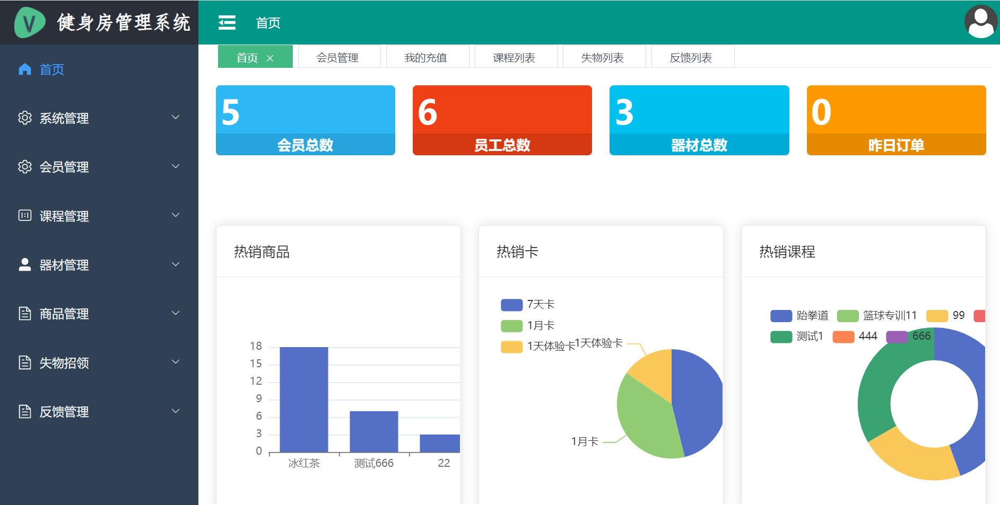 V 健身房管理系统
首页
首页
系统管理
会员管理
课程管理
器材管理
商品管理
失物招领
反馈管理
首页 × 会员管理 我的充值 课程列表 失物列表 反馈列表
5
会员总数
6
员工总数
3
器材总数
0
昨日订单
热销商品
18
15
12
9
6
3
0
冰红茶 测试666 22
热销卡
7天卡
1月卡
1天体验卡
1天体验卡
1月卡
热销课程
跆拳道 篮球专训11 99
测试1 444 666